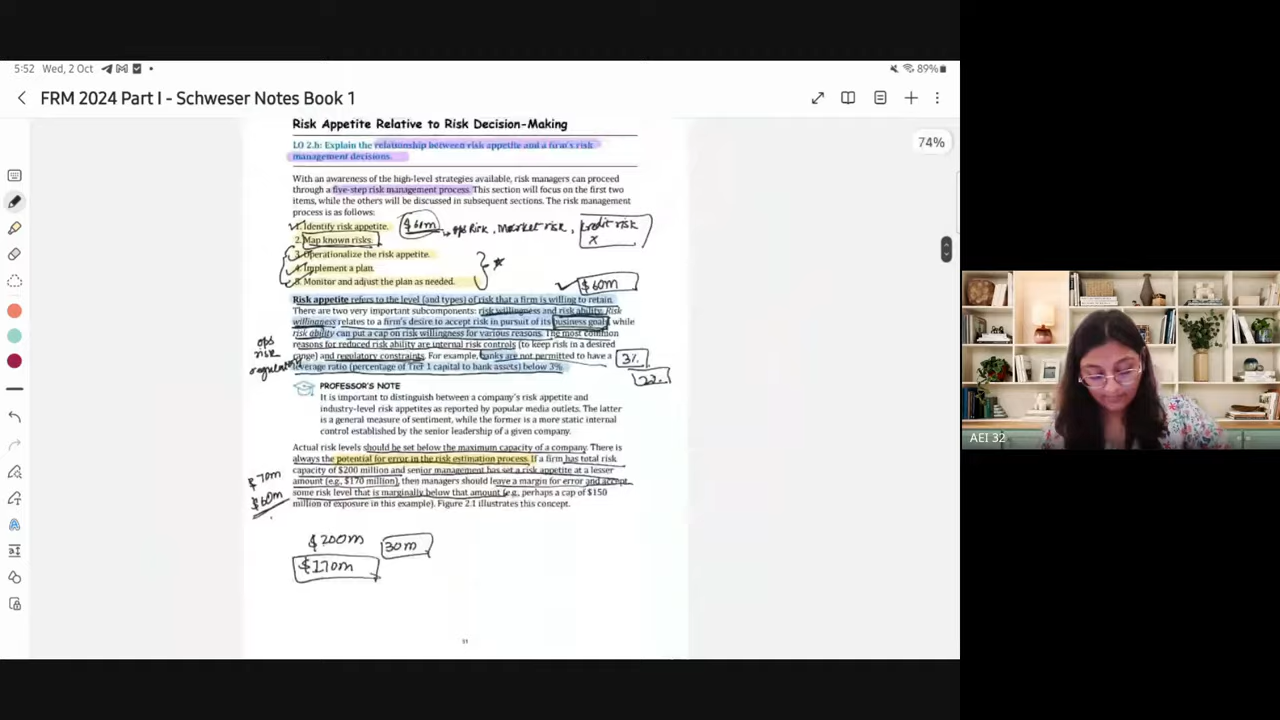 5:52 Wed, 2 Oct
89%
FRM 2024 Part I - Schweser Notes Book 1
74%
Risk Appetite Relative to Risk Decision-Making
LO 2.h: Explain the relationship between risk appetite and a firm's risk
management decisions.
With an awareness of the high-level strategies available, risk managers can proceed
through a five-step risk management process. This section will focus on the first two
items, while the others will be discussed in subsequent sections. The risk management
process is as follows:
1. Identify risk appetite.
$60m
ops Risk, Market risk, credit risk
x
2. Map known risks.
3. Operationalize the risk appetite.
4. Implement a plan.
5. Monitor and adjust the plan as needed.
$60m
Risk appetite refers to the level (and types) of risk that a firm is willing to retain.
There are two very important subcomponents: risk willingness and risk ability. Risk
willingness relates to a firm's desire to accept risk in pursuit of its business goals, while
risk ability can put a cap on risk willingness for various reasons. The most common
reasons for reduced risk ability are internal risk controls (to keep risk in a desired
range) and regulatory constraints. For example, banks are not permitted to have a
leverage ratio (percentage of Tier 1 capital to bank assets) below 3%.
ops
risk
regulatory
3%
PROFESSOR'S NOTE
It is important to distinguish between a company's risk appetite and
industry-level risk appetites as reported by popular media outlets. The latter
is a general measure of sentiment, while the former is a more static internal
control established by the senior leadership of a given company.
Actual risk levels should be set below the maximum capacity of a company. There is
always the potential for error in the risk estimation process. If a firm has total risk
capacity of $200 million and senior management has set a risk appetite at a lesser
amount (e.g., $170 million), then managers should leave a margin for error and accept
some risk level that is marginally below that amount (e.g., perhaps a cap of $150
million of exposure in this example). Figure 2.1 illustrates this concept.
$70m
$60m
$200m
30m
$170m
51
AEI 32